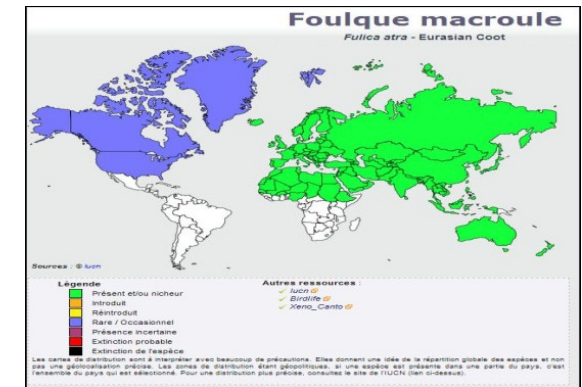 Foulque macroule
Fulica atra - Eurasian Coot
Sources : © Iucn
Légende
Présent et/ou nicheur
Introduit
Réintroduit
Rare / Occasionnel
Présence incertaine
Extinction probable
Extinction de l'espèce
Autres ressources :
Iucn
Birdlife
Xeno_Canto
Les cartes de distribution sont à interpréter avec beaucoup de précautions. Elles donnent une idée de la répartition globale des espèces et non
pas une géolocalisation précise. Les zones de distribution étant géopolitiques, si une espèce est présente dans une partie du pays, c'est
l'ensemble du pays qui est sélectionné. Pour une distribution plus précise, consultez le site de l'IUCN (lien ci-dessus).